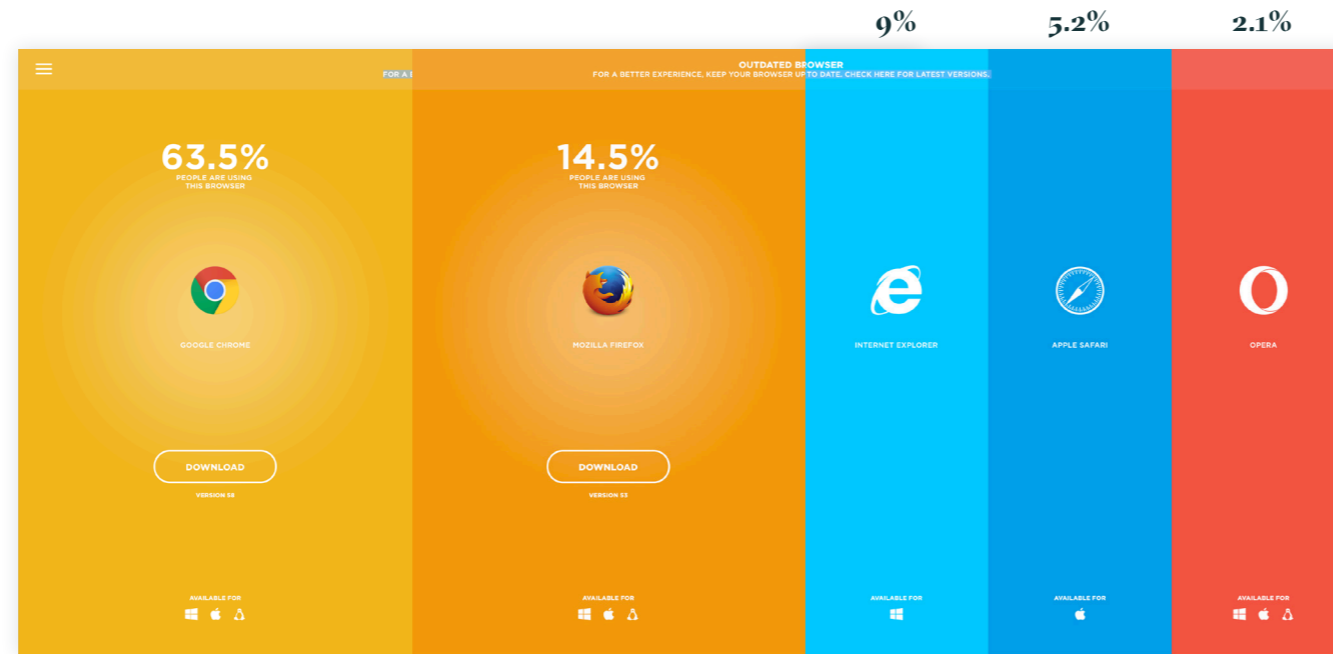 9%
5.2%
2.1%
OUTDATED BROWSER
FOR A
FOR A BETTER EXPERIENCE, KEEP YOUR BROWSER UP TO DATE. CHECK HERE FOR LATEST VERSIONS.
63.5%
PEOPLE ARE USING
THIS BROWSER
GOOGLE CHROME
DOWNLOAD
VERSION 58
AVAILABLE FOR
14.5%
PEOPLE ARE USING
THIS BROWSER
MOZILLA FIREFOX
DOWNLOAD
VERSION 53
AVAILABLE FOR
INTERNET EXPLORER
AVAILABLE FOR
APPLE SAFARI
AVAILABLE FOR
OPERA
AVAILABLE FOR